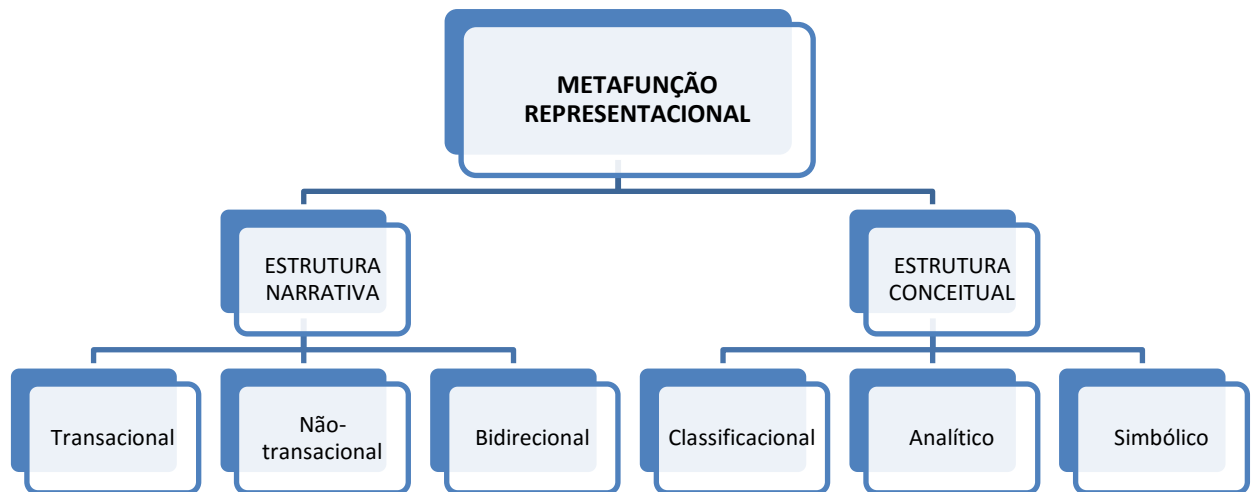 METAFUNÇÃO
REPRESENTACIONAL
ESTRUTURA
NARRATIVA
ESTRUTURA
CONCEITUAL
Transacional
Não-
transacional
Bidirecional
Classificacional
Analítico
Simbólico